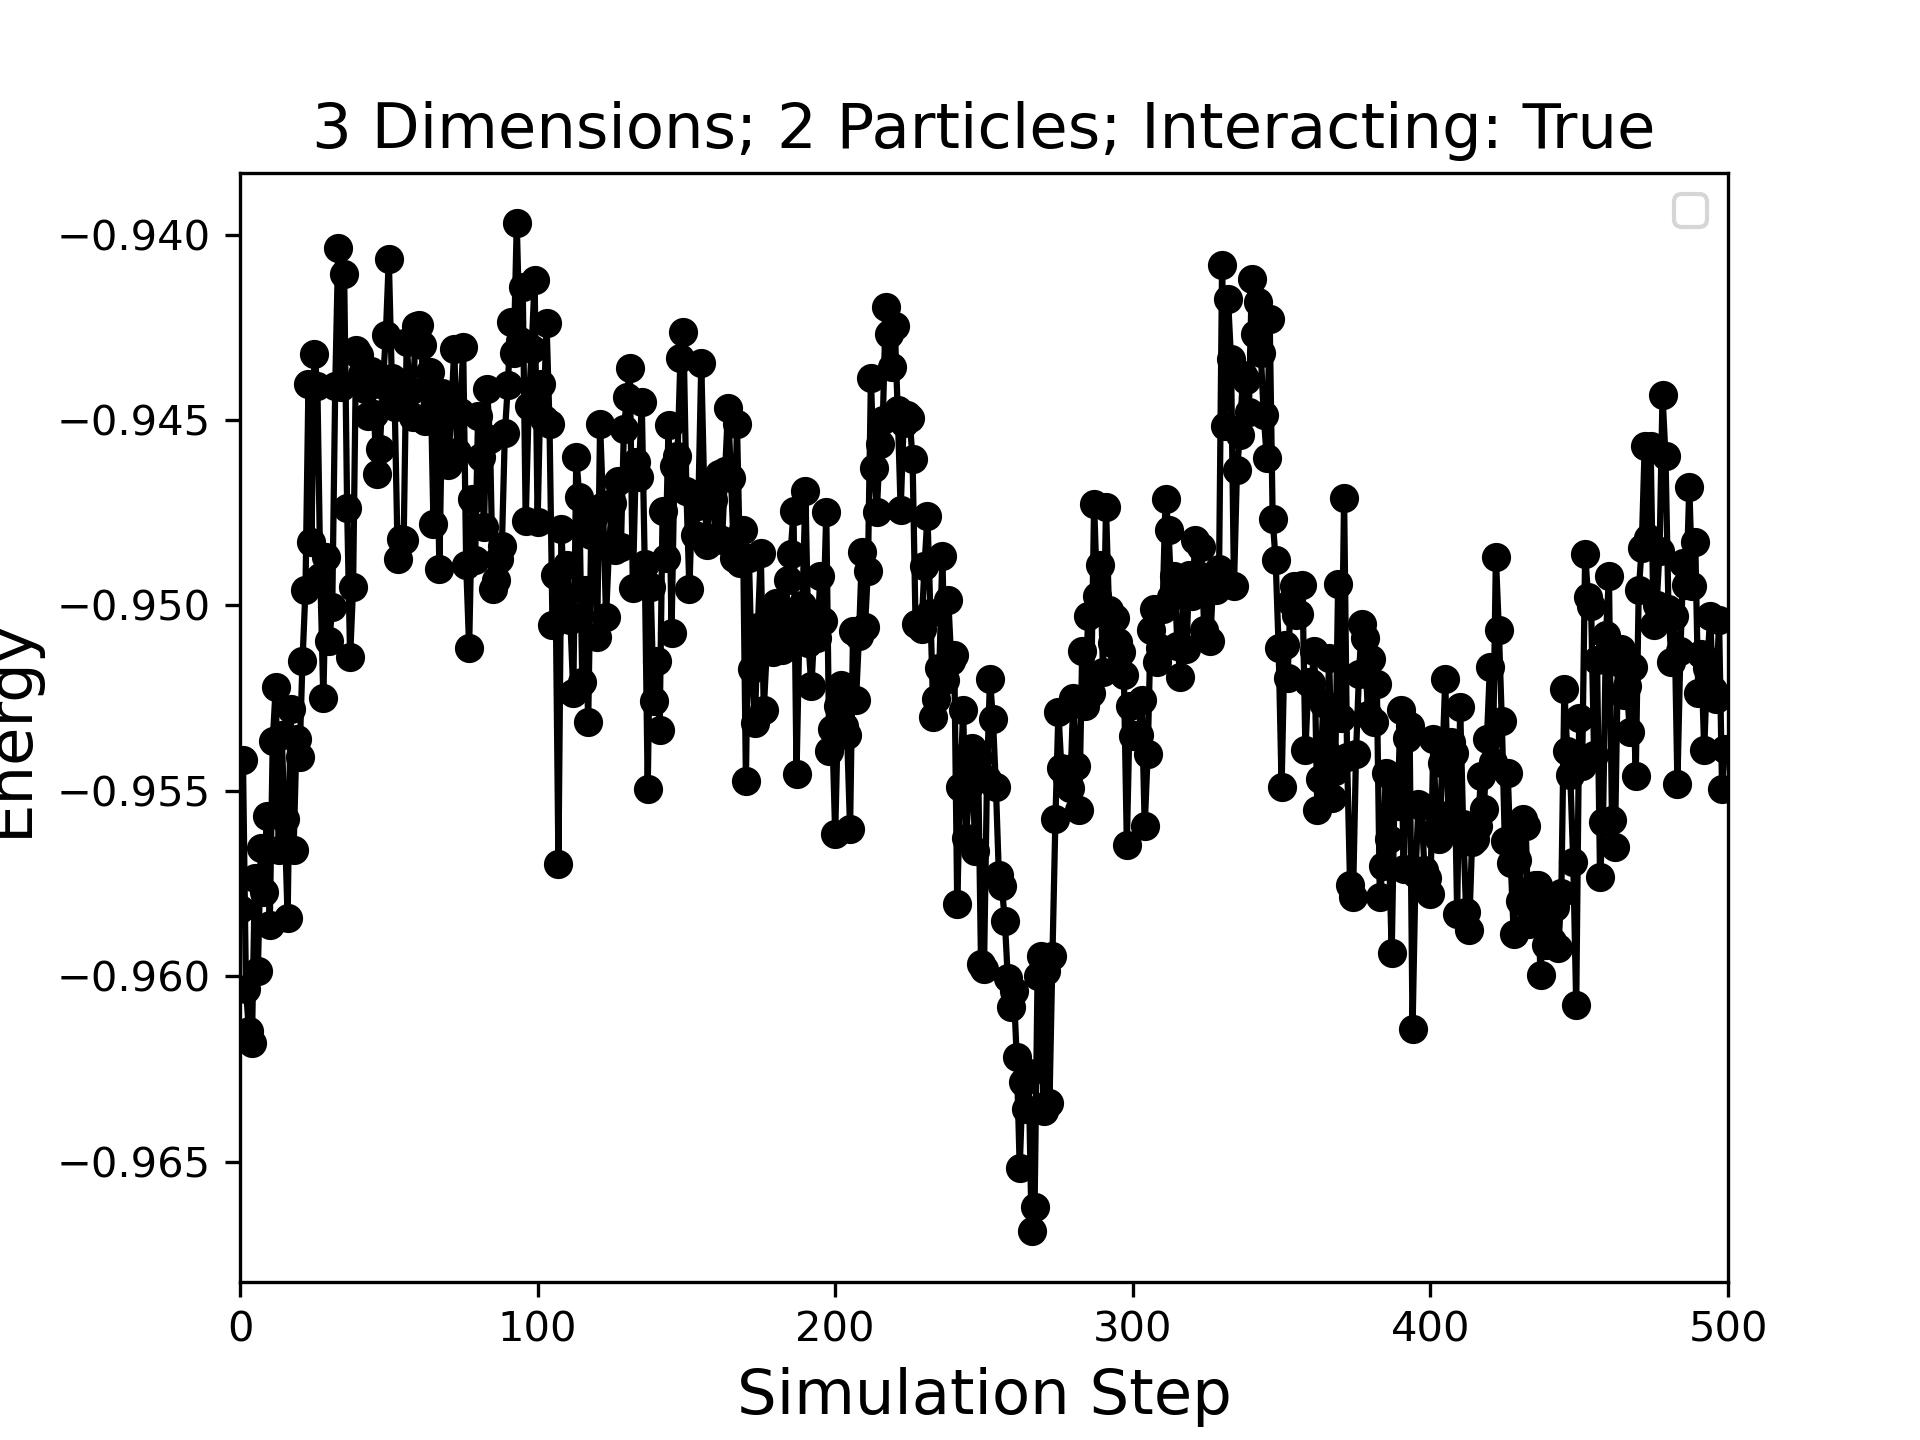 3 Dimensions; 2 Particles; Interacting: True
−0.940
−0.945
−0.950
−0.955
−0.960
−0.965
Energy
0 100 200 300 400 500
Simulation Step